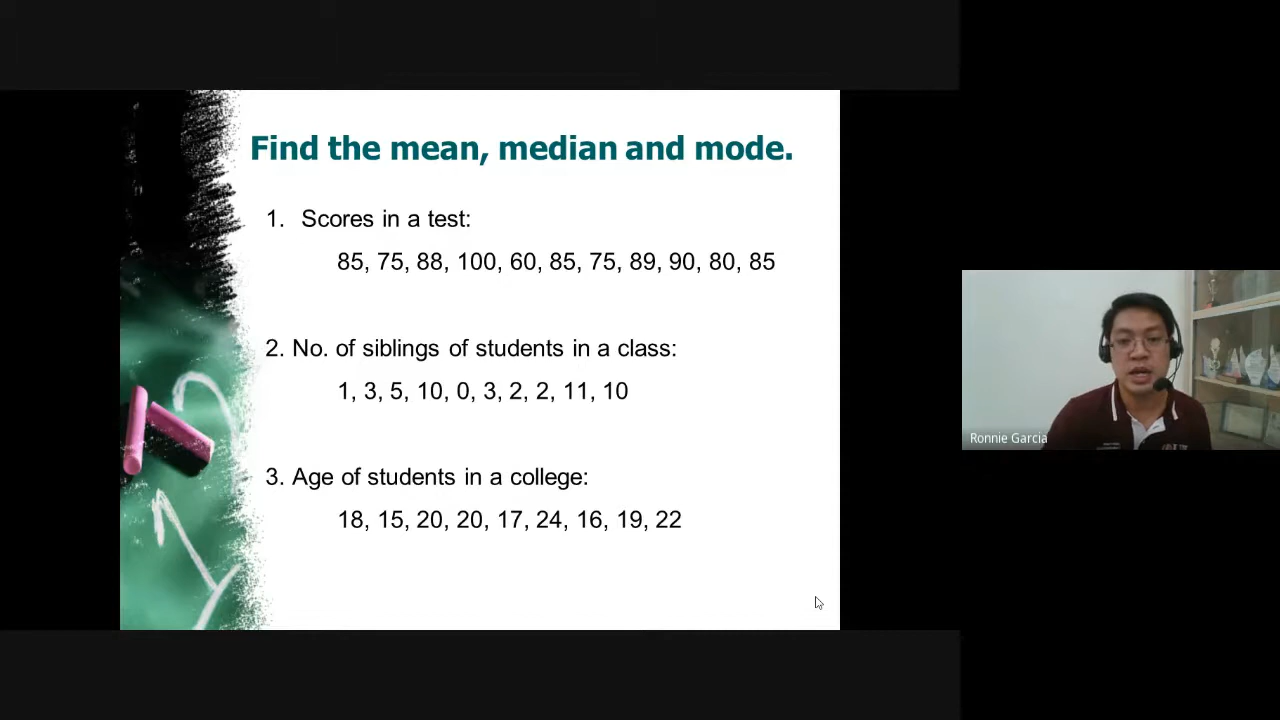 Find the mean, median and mode.
1. Scores in a test:
85, 75, 88, 100, 60, 85, 75, 89, 90, 80, 85
2. No. of siblings of students in a class:
1, 3, 5, 10, 0, 3, 2, 2, 11, 10
3. Age of students in a college:
18, 15, 20, 20, 17, 24, 16, 19, 22
Ronnie Garcia